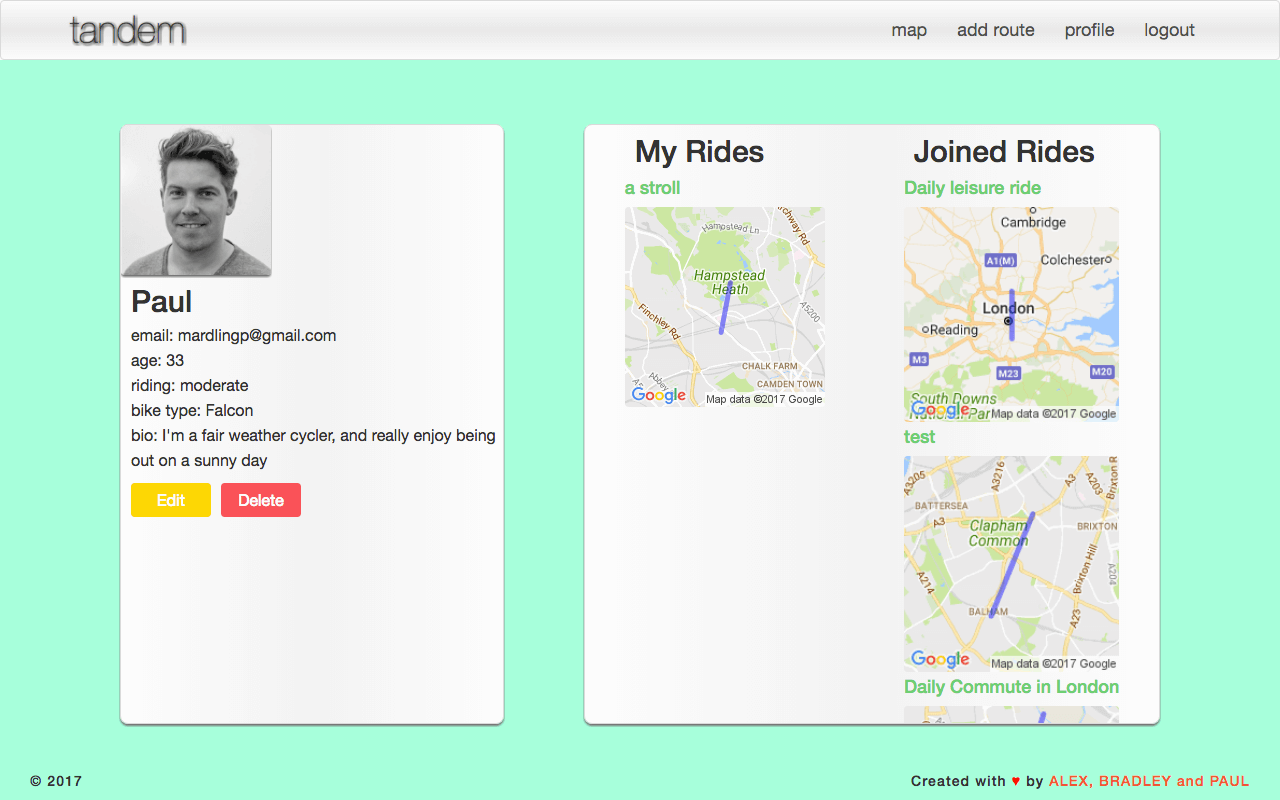 tandem
map add route profile logout
Paul
email: mardlingp@gmail.com
age: 33
riding: moderate
bike type: Falcon
bio: I'm a fair weather cycler, and really enjoy being
out on a sunny day
Edit Delete
My Rides
a stroll
Hampstead Ln
Hampstead
Heath
Finchley Rd
A5200
CHALK FARM
CAMDEN TOWN
Google
Map data ©2017 Google
Joined Rides
Daily leisure ride
Cambridge
A1(M)
Colchester
London
Reading
M3
M23
M20
South Downs
Google
Map data ©2017 Google
test
A3205
A3216
A3
A203
BATTERSEA
A3
Clapham
Common
BRIXTON
Brixton Hill
A204
A214
BALHAM
A23
Google
Map data ©2017 Google
Daily Commute in London
© 2017
Created with ♥ by ALEX, BRADLEY and PAUL